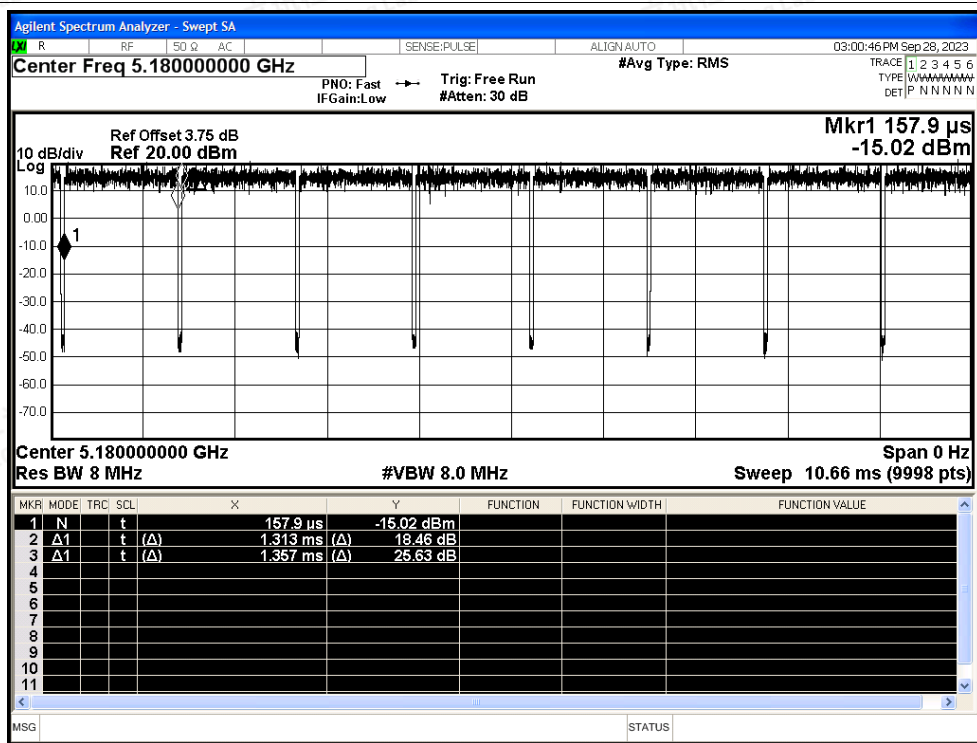 Agilent Spectrum Analyzer - Swept SA
LXI R RF 50 Ω AC SENSE:PULSE ALIGN AUTO 03:00:46 PM Sep 28, 2023
Center Freq 5.180000000 GHz
PNO: Fast
IFGain:Low
Trig: Free Run
#Atten: 30 dB
#Avg Type: RMS
TRACE 1 2 3 4 5 6
TYPE WWWWWW
DET P N N N N N
Mkr1 157.9 µs
-15.02 dBm
Ref Offset 3.75 dB
10 dB/div Ref 20.00 dBm
Log
10.0
0.00
-10.0
1
-20.0
-30.0
-40.0
-50.0
-60.0
-70.0
Center 5.180000000 GHz Span 0 Hz
Res BW 8 MHz #VBW 8.0 MHz Sweep 10.66 ms (9998 pts)
MKR MODE TRC SCL X Y FUNCTION FUNCTION WIDTH FUNCTION VALUE
1 N t 157.9 µs -15.02 dBm
2 Δ1 t (Δ) 1.313 ms (Δ) 18.46 dB
3 Δ1 t (Δ) 1.357 ms (Δ) 25.63 dB
4
5
6
7
8
9
10
11
MSG STATUS